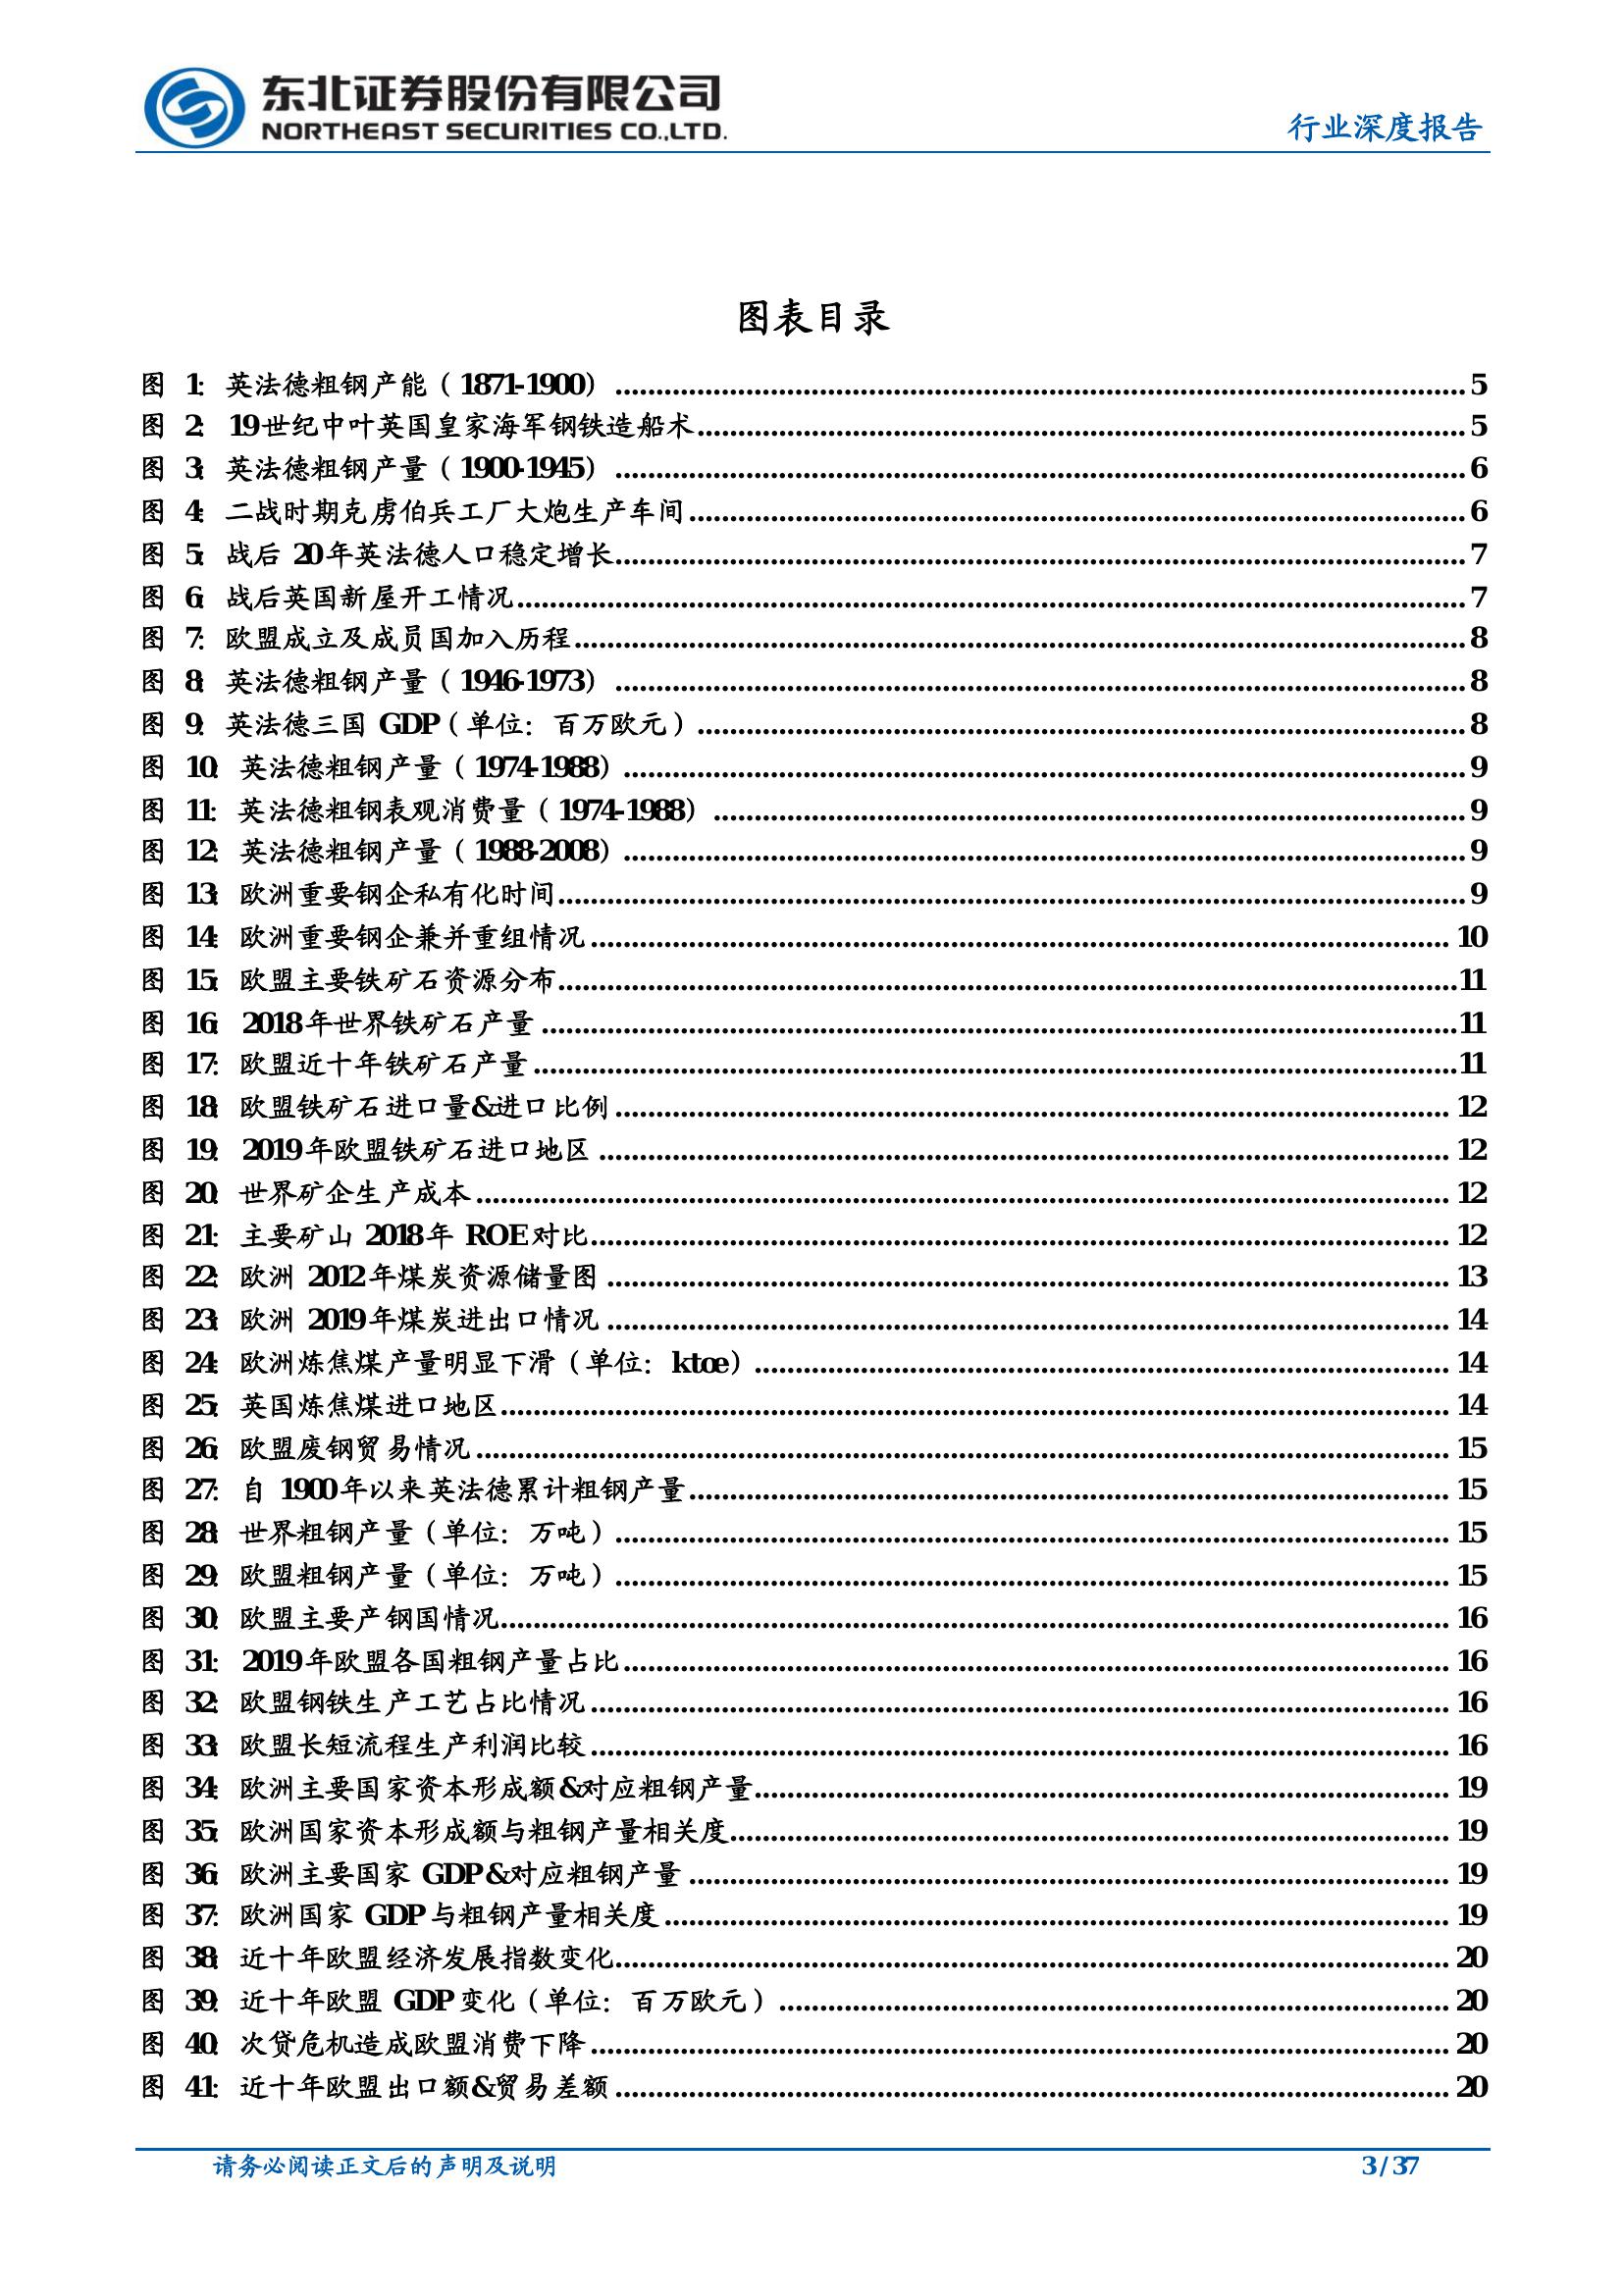 东北证券股份有限公司
NORTHEAST SECURITIES CO.,LTD.
行业深度报告
图表目录
图 1: 英法德粗钢产能（1871-1900） ........ 5
图 2: 19世纪中叶英国皇家海军钢铁造船术 ........ 5
图 3: 英法德粗钢产量（1900-1945） ........ 6
图 4: 二战时期克虏伯兵工厂大炮生产车间 ........ 6
图 5: 战后 20年英法德人口稳定增长 ........ 7
图 6: 战后英国新屋开工情况 ........ 7
图 7: 欧盟成立及成员国加入历程 ........ 8
图 8: 英法德粗钢产量（1946-1973） ........ 8
图 9: 英法德三国 GDP（单位：百万欧元） ........ 8
图 10: 英法德粗钢产量（1974-1988） ........ 9
图 11: 英法德粗钢表观消费量（1974-1988） ........ 9
图 12: 英法德粗钢产量（1988-2008） ........ 9
图 13: 欧洲重要钢企私有化时间 ........ 9
图 14: 欧洲重要钢企兼并重组情况 ........ 10
图 15: 欧盟主要铁矿石资源分布 ........ 11
图 16: 2018年世界铁矿石产量 ........ 11
图 17: 欧盟近十年铁矿石产量 ........ 11
图 18: 欧盟铁矿石进口量&进口比例 ........ 12
图 19: 2019年欧盟铁矿石进口地区 ........ 12
图 20: 世界矿企生产成本 ........ 12
图 21: 主要矿山 2018年 ROE对比 ........ 12
图 22: 欧洲 2012年煤炭资源储量图 ........ 13
图 23: 欧洲 2019年煤炭进出口情况 ........ 14
图 24: 欧洲炼焦煤产量明显下滑（单位：ktoe） ........ 14
图 25: 英国炼焦煤进口地区 ........ 14
图 26: 欧盟废钢贸易情况 ........ 15
图 27: 自 1900年以来英法德累计粗钢产量 ........ 15
图 28: 世界粗钢产量（单位：万吨） ........ 15
图 29: 欧盟粗钢产量（单位：万吨） ........ 15
图 30: 欧盟主要产钢国情况 ........ 16
图 31: 2019年欧盟各国粗钢产量占比 ........ 16
图 32: 欧盟钢铁生产工艺占比情况 ........ 16
图 33: 欧盟长短流程生产利润比较 ........ 16
图 34: 欧洲主要国家资本形成额&对应粗钢产量 ........ 19
图 35: 欧洲国家资本形成额与粗钢产量相关度 ........ 19
图 36: 欧洲主要国家 GDP&对应粗钢产量 ........ 19
图 37: 欧洲国家 GDP与粗钢产量相关度 ........ 19
图 38: 近十年欧盟经济发展指数变化 ........ 20
图 39: 近十年欧盟 GDP变化（单位：百万欧元） ........ 20
图 40: 次贷危机造成欧盟消费下降 ........ 20
图 41: 近十年欧盟出口额&贸易差额 ........ 20
请务必阅读正文后的声明及说明
3 / 37